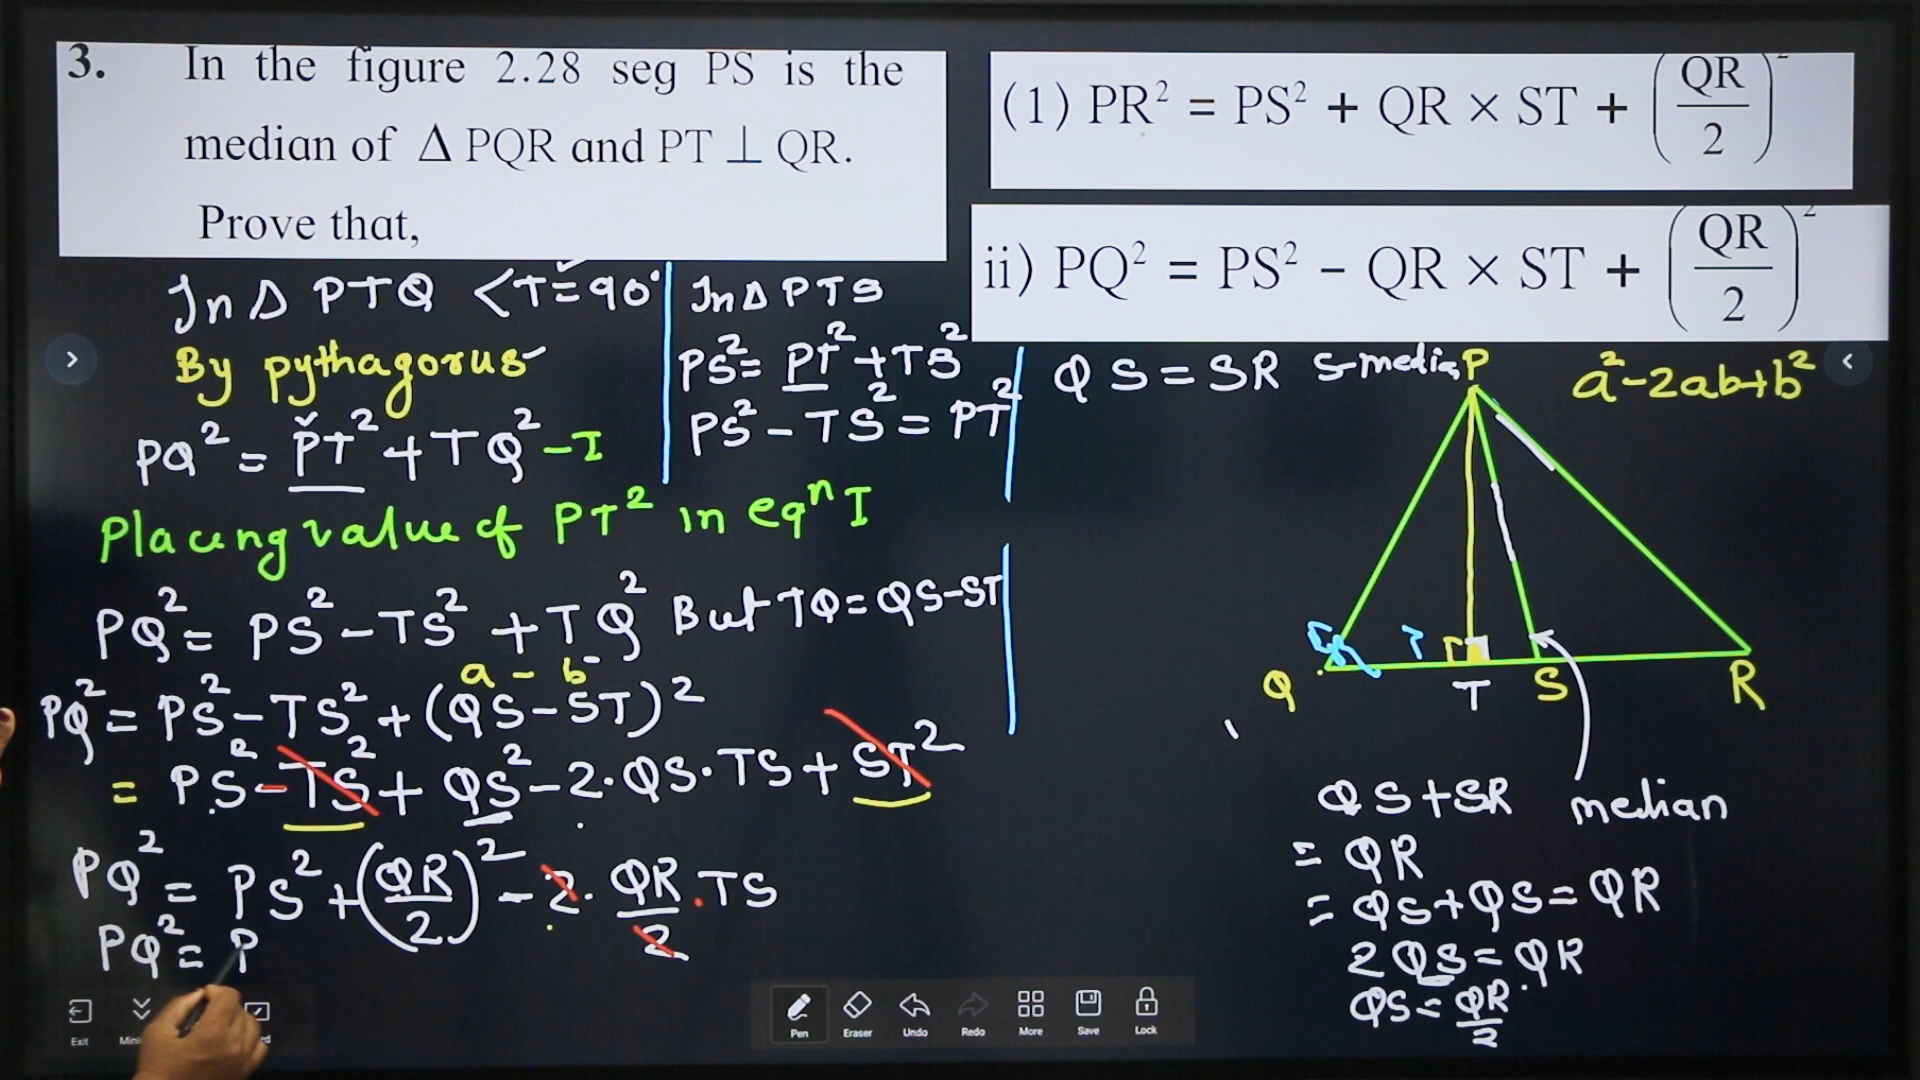 3. In the figure 2.28 seg PS is the
median of Δ PQR and PT ⊥ QR.
Prove that,
(1) PR² = PS² + QR × ST + (QR/2)²
ii) PQ² = PS² - QR × ST + (QR/2)²
In Δ PTQ <T=90°
By pythagorus
PQ² = PT² + TQ² - I
In Δ PTS
PS² = PT² + TS²
PS² - TS² = PT²
Placing value of PT² in eqⁿ I
PQ² = PS² - TS² + TQ² But TQ = QS-ST
a - b
PQ² = PS² - TS² + (QS-ST)²
= PS² - TS² + QS² - 2·QS·TS + ST²
PQ² = PS² + (QR/2)² - 2·QR/2·TS
PQ² = P
QS = SR S-media
a²-2ab+b²
P
Q T S R
median
QS+SR
= QR
= QS+QS = QR
2QS = QR
QS = QR/2
Exit
Pen Eraser Undo Redo More Save Lock